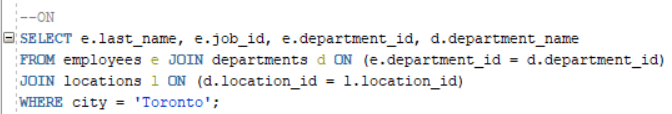 --ON
SELECT e.last_name, e.job_id, e.department_id, d.department_name
FROM employees e JOIN departments d ON (e.department_id = d.department_id)
JOIN locations l ON (d.location_id = l.location_id)
WHERE city = 'Toronto';